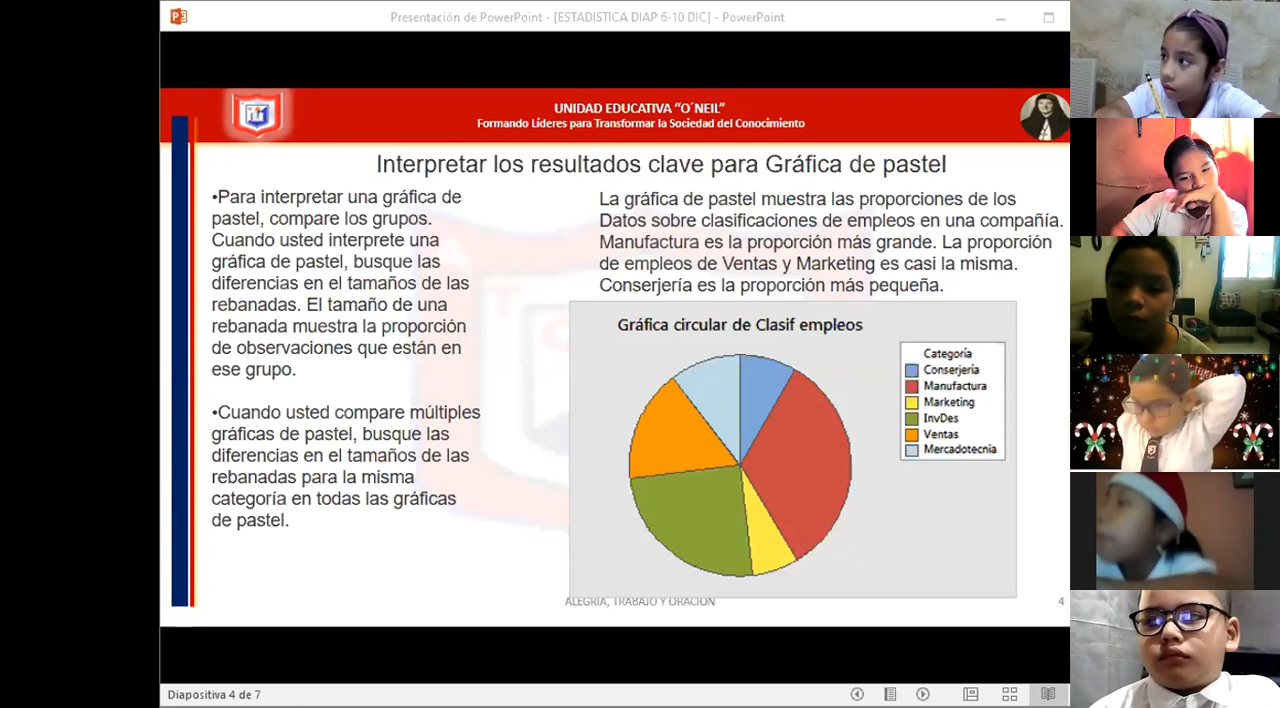 Presentación de PowerPoint - [ESTADISTICA DIAP 6-10 DIC] - PowerPoint
UNIDAD EDUCATIVA “O´NEIL”
Formando Líderes para Transformar la Sociedad del Conocimiento
Interpretar los resultados clave para Gráfica de pastel
•Para interpretar una gráfica de
pastel, compare los grupos.
Cuando usted interprete una
gráfica de pastel, busque las
diferencias en el tamaños de las
rebanadas. El tamaño de una
rebanada muestra la proporción
de observaciones que están en
ese grupo.
•Cuando usted compare múltiples
gráficas de pastel, busque las
diferencias en el tamaños de las
rebanadas para la misma
categoría en todas las gráficas
de pastel.
La gráfica de pastel muestra las proporciones de los
Datos sobre clasificaciones de empleos en una compañía.
Manufactura es la proporción más grande. La proporción
de empleos de Ventas y Marketing es casi la misma.
Conserjería es la proporción más pequeña.
Gráfica circular de Clasif empleos
Categoría
Conserjería
Manufactura
Marketing
InvDes
Ventas
Mercadotecnia
ALEGRIA, TRABAJO Y ORACION
4
Diapositiva 4 de 7